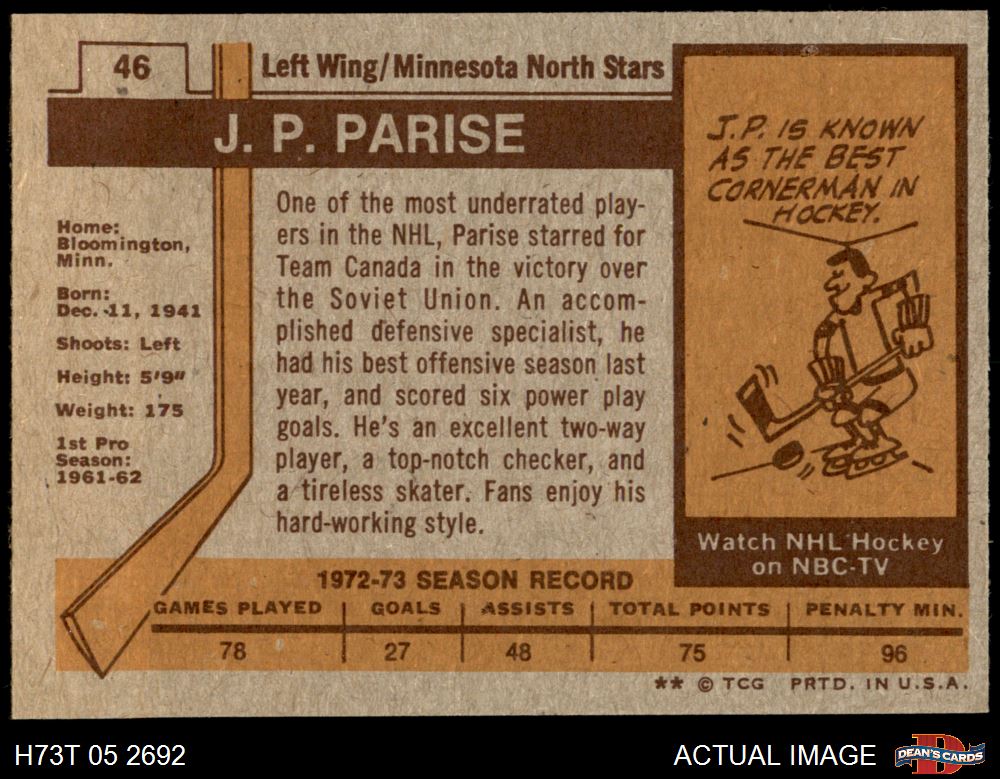 46
Left Wing/Minnesota North Stars
J. P. PARISE
Home:
Bloomington,
Minn.
Born:
Dec. 11, 1941
Shoots: Left
Height: 5'9"
Weight: 175
1st Pro
Season:
1961-62
One of the most underrated play-
ers in the NHL, Parise starred for
Team Canada in the victory over
the Soviet Union. An accom-
plished defensive specialist, he
had his best offensive season last
year, and scored six power play
goals. He's an excellent two-way
player, a top-notch checker, and
a tireless skater. Fans enjoy his
hard-working style.
J.P. IS KNOWN
AS THE BEST
CORNERMAN IN
HOCKEY.
Watch NHL Hockey
on NBC-TV
1972-73 SEASON RECORD
GAMES PLAYED GOALS ASSISTS TOTAL POINTS PENALTY MIN.
78 27 48 75 96
** © TCG PRTD. IN U.S.A.
H73T 05 2692 ACTUAL IMAGE
DEAN'S CARDS